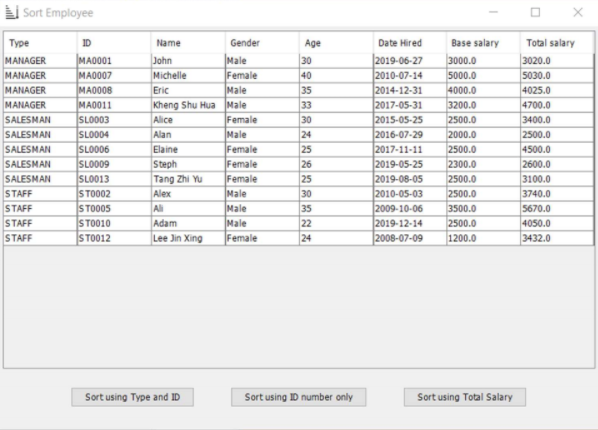 Sort Employee
Type ID Name Gender Age Date Hired Base salary Total salary
MANAGER MA0001 John Male 30 2019-06-27 3000.0 3020.0
MANAGER MA0007 Michelle Female 40 2010-07-14 5000.0 5030.0
MANAGER MA0008 Eric Male 35 2014-12-31 4000.0 4025.0
MANAGER MA0011 Kheng Shu Hua Male 33 2017-05-31 3200.0 4700.0
SALESMAN SL0003 Alice Female 30 2015-05-25 2500.0 3400.0
SALESMAN SL0004 Alan Male 24 2016-07-29 2000.0 2500.0
SALESMAN SL0006 Elaine Female 25 2017-11-11 2500.0 4500.0
SALESMAN SL0009 Steph Female 26 2019-05-25 2300.0 2600.0
SALESMAN SL0013 Tang Zhi Yu Female 25 2019-08-05 2500.0 3100.0
STAFF ST0002 Alex Male 30 2010-05-03 2500.0 3740.0
STAFF ST0005 Ali Male 35 2009-10-06 3500.0 5670.0
STAFF ST0010 Adam Male 22 2019-12-14 2500.0 4050.0
STAFF ST0012 Lee Jin Xing Female 24 2008-07-09 1200.0 3432.0
Sort using Type and ID Sort using ID number only Sort using Total Salary